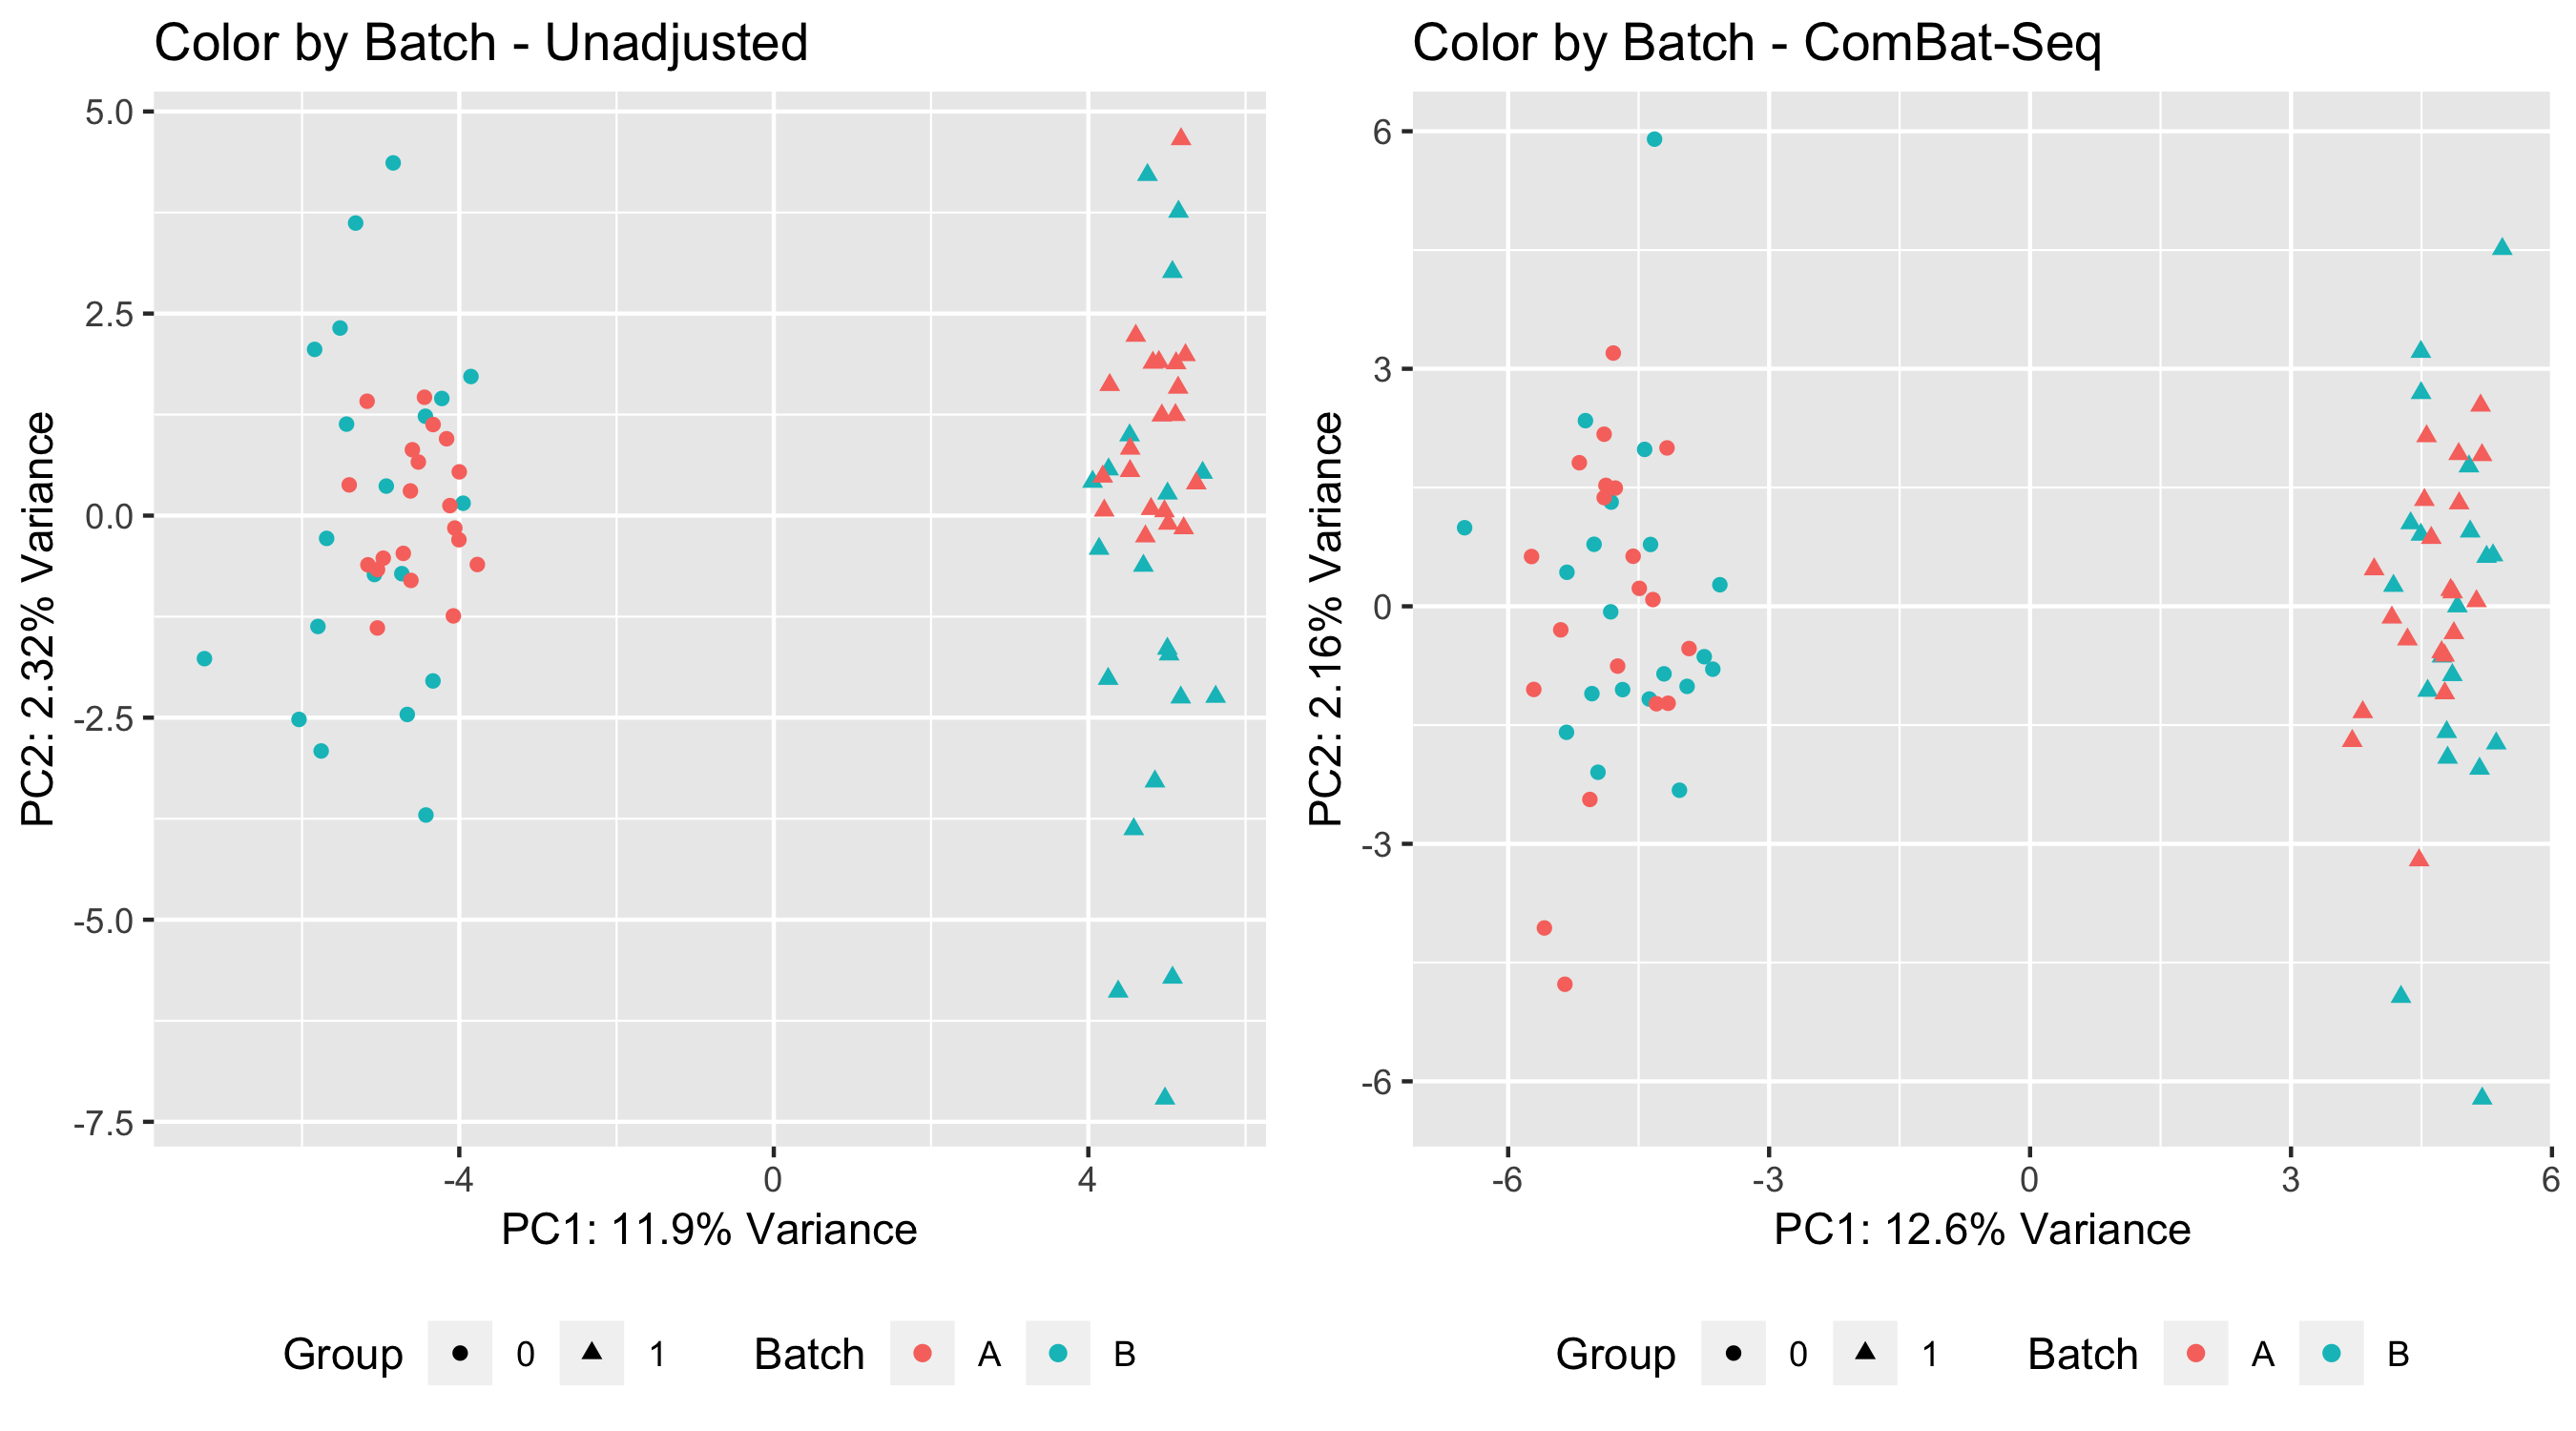 Color by Batch - Unadjusted
5.0
2.5
0.0
-2.5
-5.0
-7.5
PC2: 2.32% Variance
-4 0 4
PC1: 11.9% Variance
Group 0 1 Batch A B
Color by Batch - ComBat-Seq
6
3
0
-3
-6
PC2: 2.16% Variance
-6 -3 0 3 6
PC1: 12.6% Variance
Group 0 1 Batch A B